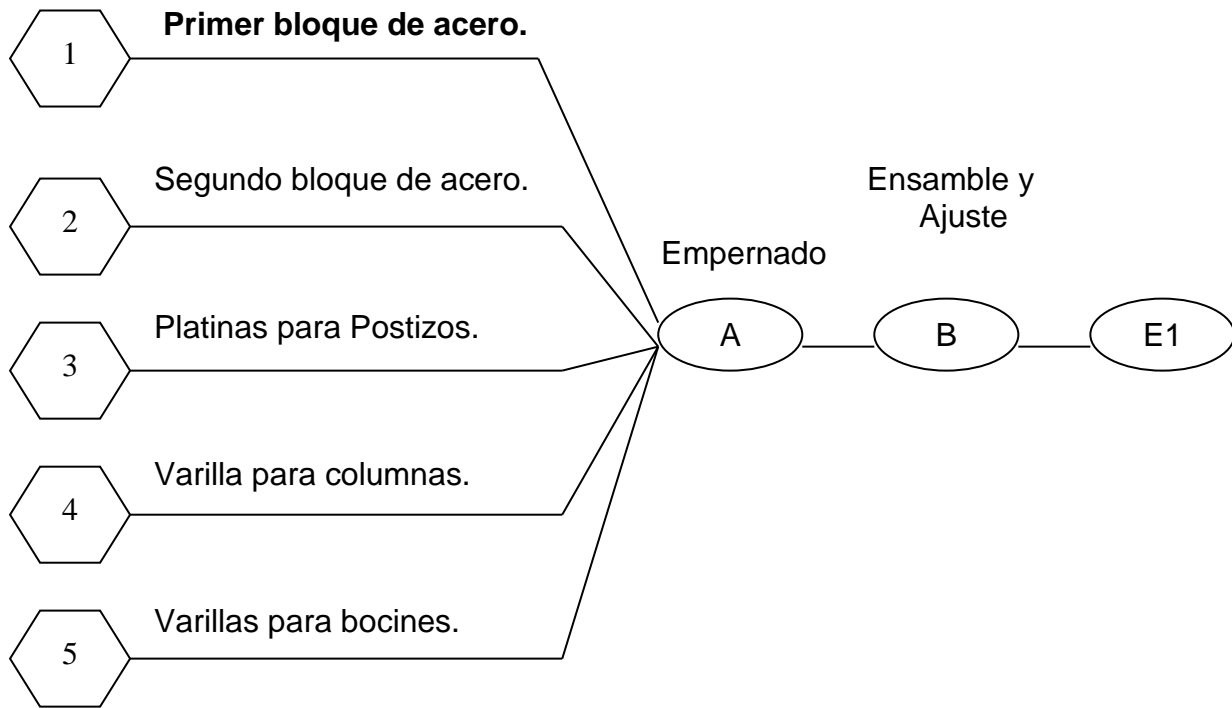 Primer bloque de acero.
1
Segundo bloque de acero.
2
Ensamble y
Ajuste
Empernado
Platinas para Postizos.
3
A
B
E1
Varilla para columnas.
4
Varillas para bocines.
5